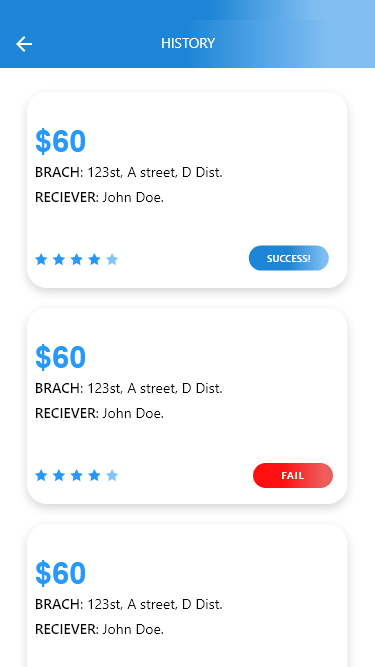 HISTORY
$60
BRACH: 123st, A street, D Dist.
RECIEVER: John Doe.
SUCCESS!
$60
BRACH: 123st, A street, D Dist.
RECIEVER: John Doe.
FAIL
$60
BRACH: 123st, A street, D Dist.
RECIEVER: John Doe.